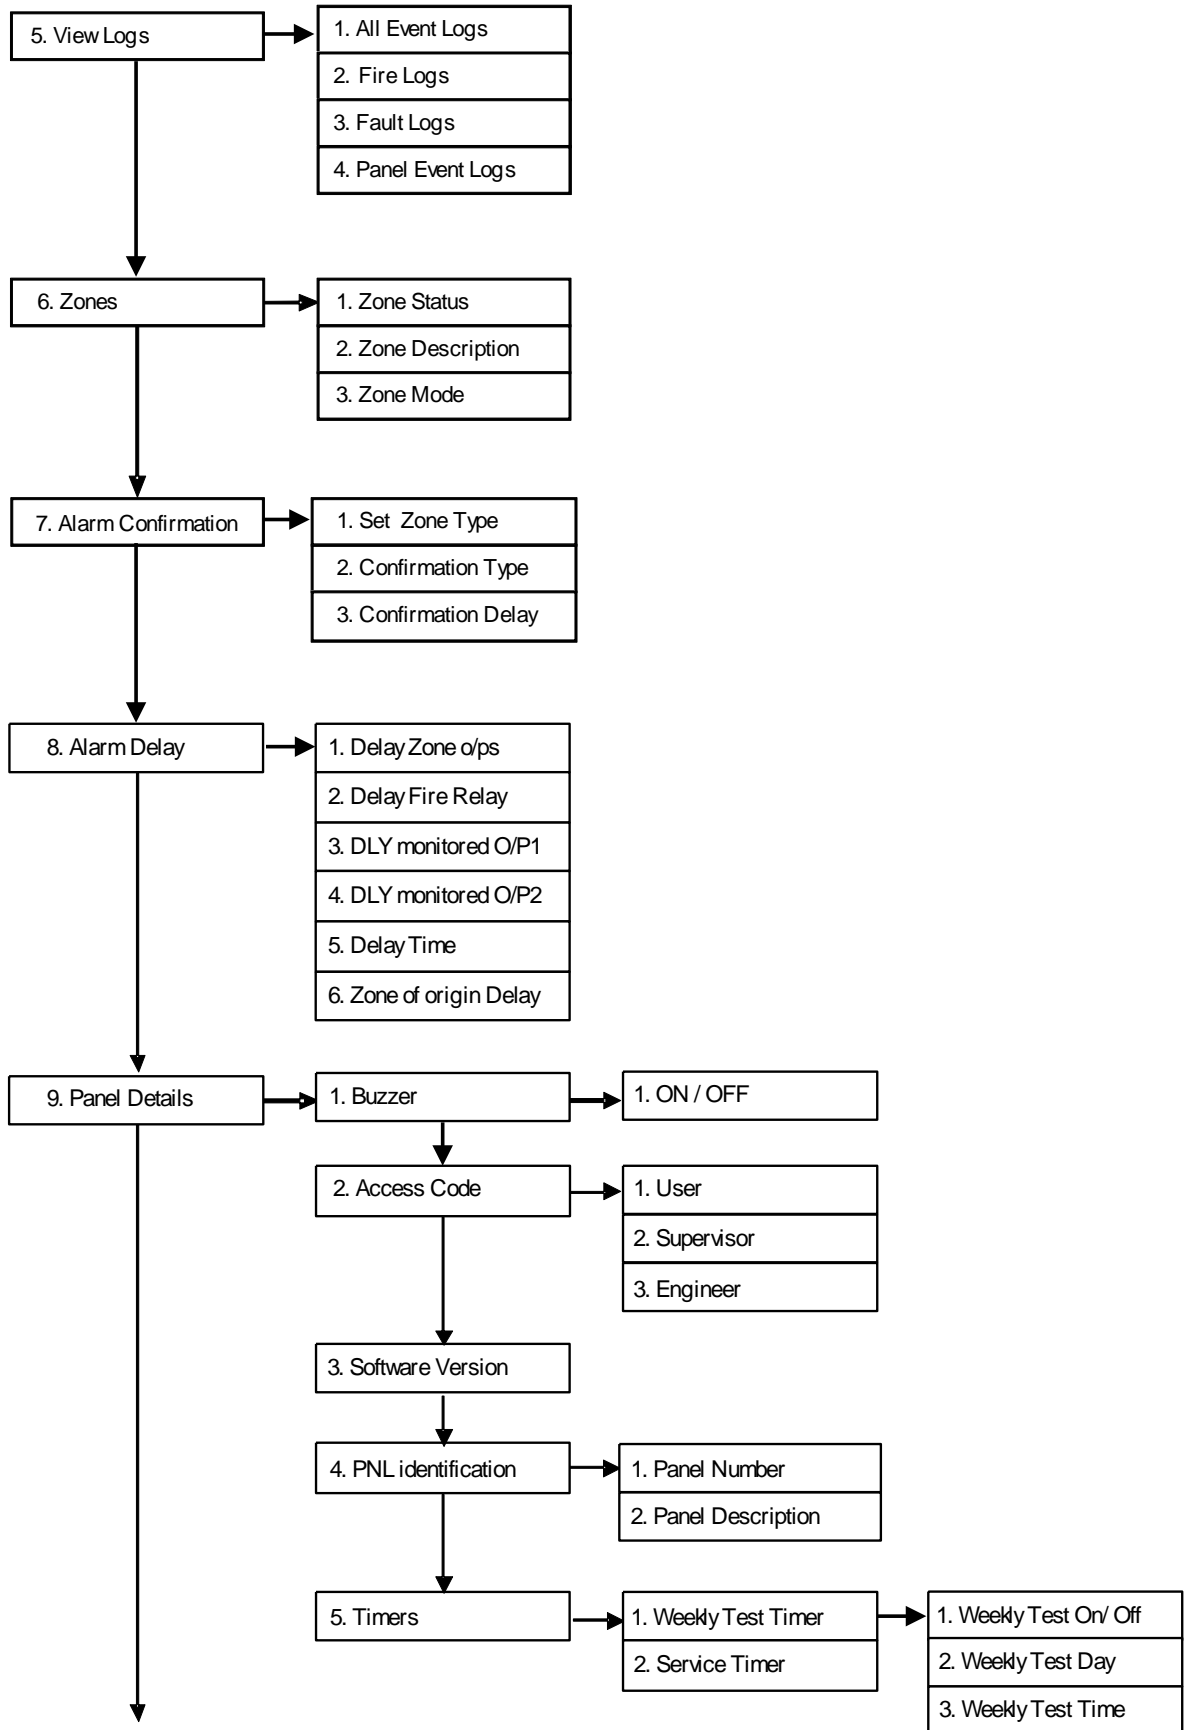 5. View Logs
1. All Event Logs
2. Fire Logs
3. Fault Logs
4. Panel Event Logs
6. Zones
1. Zone Status
2. Zone Description
3. Zone Mode
7. Alarm Confirmation
1. Set Zone Type
2. Confirmation Type
3. Confirmation Delay
8. Alarm Delay
1. Delay Zone o/ps
2. Delay Fire Relay
3. DLY monitored O/P1
4. DLY monitored O/P2
5. Delay Time
6. Zone of origin Delay
9. Panel Details
1. Buzzer
1. ON / OFF
2. Access Code
1. User
2. Supervisor
3. Engineer
3. Software Version
4. PNL identification
1. Panel Number
2. Panel Description
5. Timers
1. Weekly Test Timer
2. Service Timer
1. Weekly Test On/ Off
2. Weekly Test Day
3. Weekly Test Time